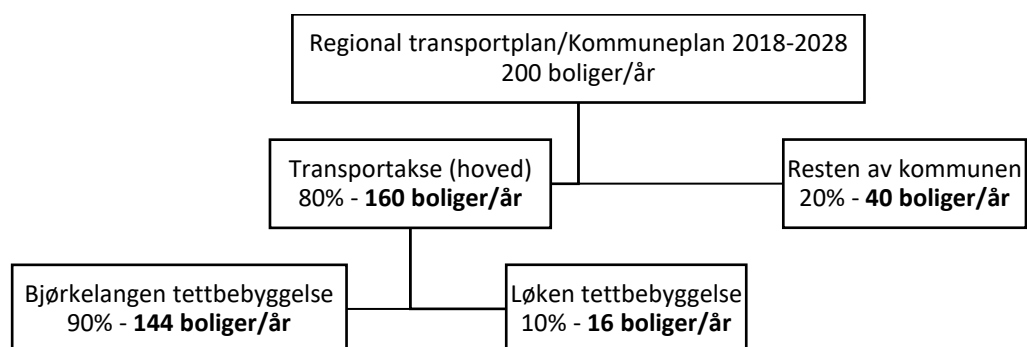 Regional transportplan/Kommuneplan 2018-2028
200 boliger/år
Transportakse (hoved)
80% - 160 boliger/år
Resten av kommunen
20% - 40 boliger/år
Bjørkelangen tettbebyggelse
90% - 144 boliger/år
Løken tettbebyggelse
10% - 16 boliger/år